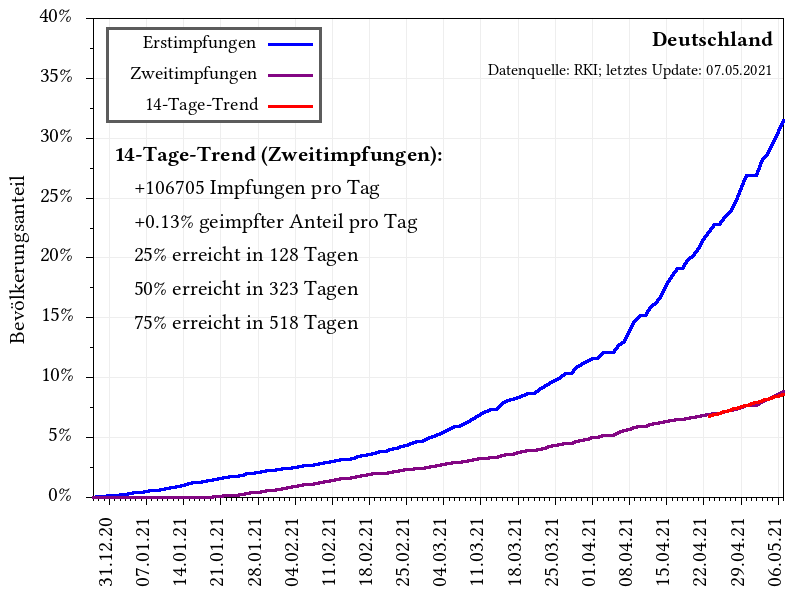 40%
35%
30%
25%
20%
15%
10%
5%
0%
Bevölkerungsanteil
Erstimpfungen
Zweitimpfungen
14-Tage-Trend
Deutschland
Datenquelle: RKI; letztes Update: 07.05.2021
14-Tage-Trend (Zweitimpfungen):
+106705 Impfungen pro Tag
+0.13% geimpfter Anteil pro Tag
25% erreicht in 128 Tagen
50% erreicht in 323 Tagen
75% erreicht in 518 Tagen
31.12.20
07.01.21
14.01.21
21.01.21
28.01.21
04.02.21
11.02.21
18.02.21
25.02.21
04.03.21
11.03.21
18.03.21
25.03.21
01.04.21
08.04.21
15.04.21
22.04.21
29.04.21
06.05.21